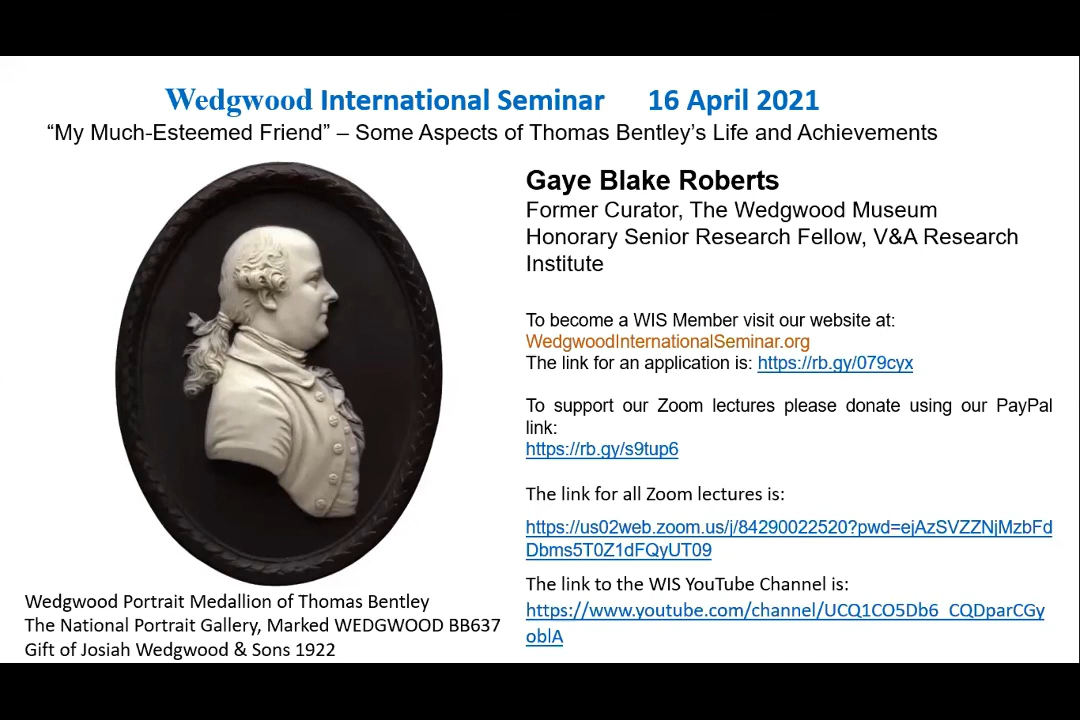 Wedgwood International Seminar 16 April 2021
“My Much-Esteemed Friend” – Some Aspects of Thomas Bentley’s Life and Achievements
Gaye Blake Roberts
Former Curator, The Wedgwood Museum
Honorary Senior Research Fellow, V&A Research
Institute
To become a WIS Member visit our website at:
WedgwoodInternationalSeminar.org
The link for an application is: https://rb.gy/079cyx
To support our Zoom lectures please donate using our PayPal
link:
https://rb.gy/s9tup6
The link for all Zoom lectures is:
https://us02web.zoom.us/j/84290022520?pwd=ejAzSVZZNjMzbFd
Dbms5T0Z1dFQyUT09
The link to the WIS YouTube Channel is:
https://www.youtube.com/channel/UCQ1CO5Db6_CQDparCGy
oblA
Wedgwood Portrait Medallion of Thomas Bentley
The National Portrait Gallery, Marked WEDGWOOD BB637
Gift of Josiah Wedgwood & Sons 1922